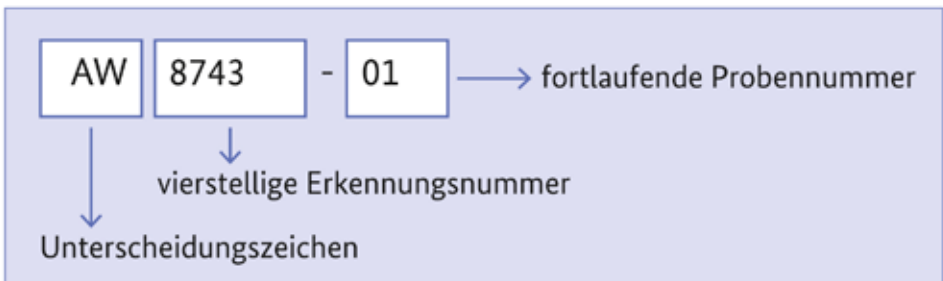 AW 8743 - 01 fortlaufende Probennummer
vierstellige Erkennungsnummer
Unterscheidungszeichen